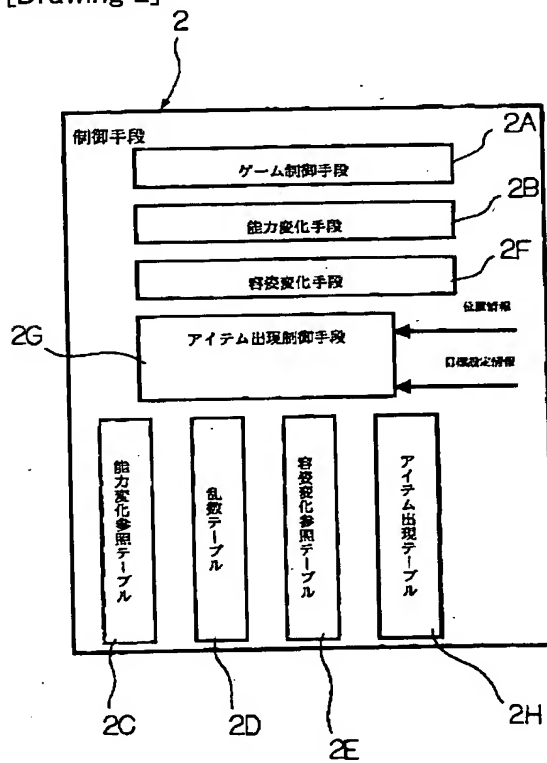 [Drawing 2]
2
制御手段
ゲーム制御手段
2A
能力変化手段
2B
容姿変化手段
2F
位置情報
アイテム出現制御手段
2G
目標設定情報
能力変化参照テーブル
乱数テーブル
容姿変化参照テーブル
アイテム出現テーブル
2C
2D
2E
2H